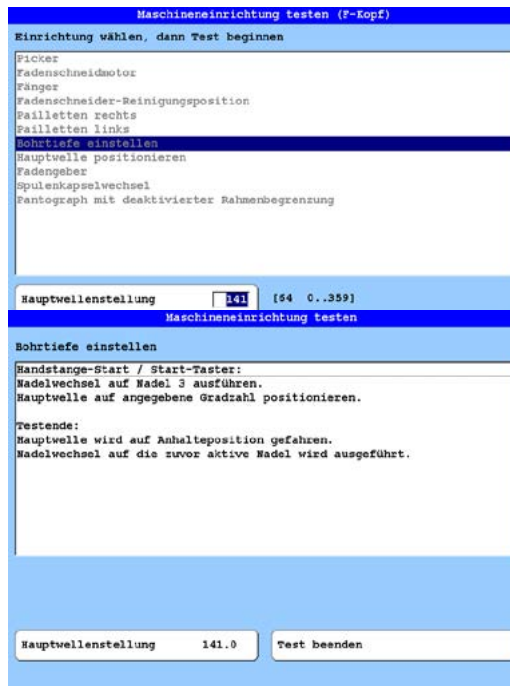 Maschineneinrichtung testen (F-Kopf)
Einrichtung wählen, dann Test beginnen
Picker
Fadenschneidmotor
Fänger
Fadenschneider-Reinigungsposition
Pailletten rechts
Pailletten links
Bohrtiefe einstellen
Hauptwelle positionieren
Fadengeber
Spulenkapselwechsel
Pantograph mit deaktivierter Rahmenbegrenzung
Hauptwellenstellung 141 [64 0..359]
Maschineneinrichtung testen
Bohrtiefe einstellen
Handstange-Start / Start-Taster:
Nadelwechsel auf Nadel 3 ausführen.
Hauptwelle auf angegebene Gradzahl positionieren.
Testende:
Hauptwelle wird auf Anhalteposition gefahren.
Nadelwechsel auf die zuvor aktive Nadel wird ausgeführt.
Hauptwellenstellung 141.0 Test beenden